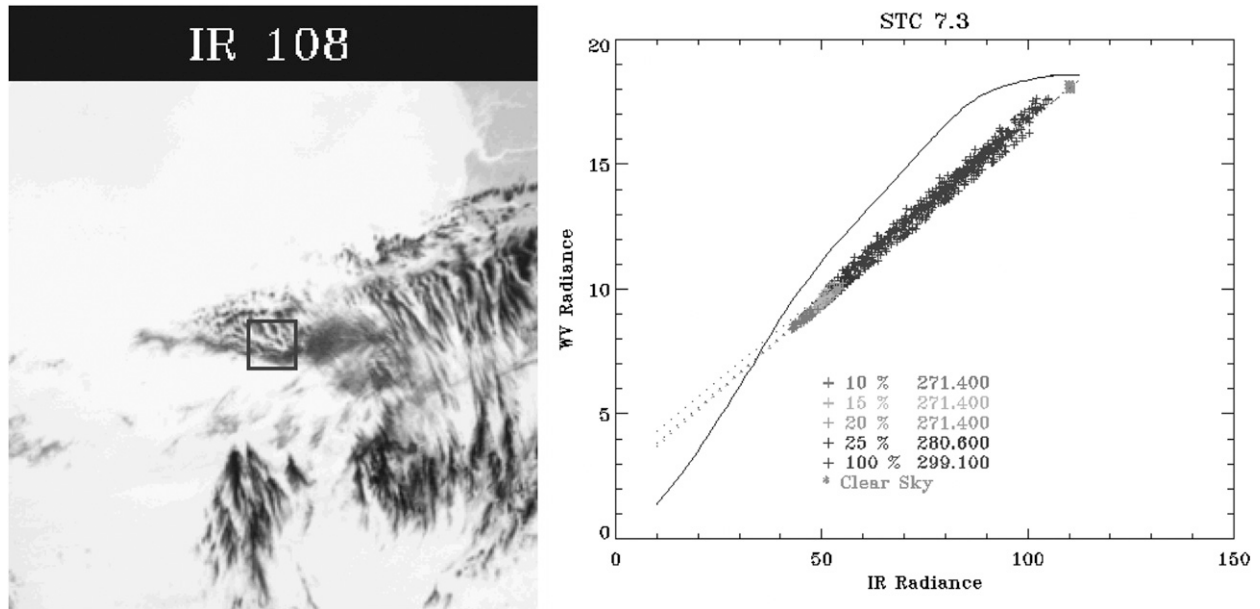 IR 108
STC 7.3
20
15
10
5
0
WV Radiance
+ 10 % 271.400
+ 15 % 271.400
+ 20 % 271.400
+ 25 % 280.600
+ 100 % 299.100
* Clear Sky
0 50 100 150
IR Radiance